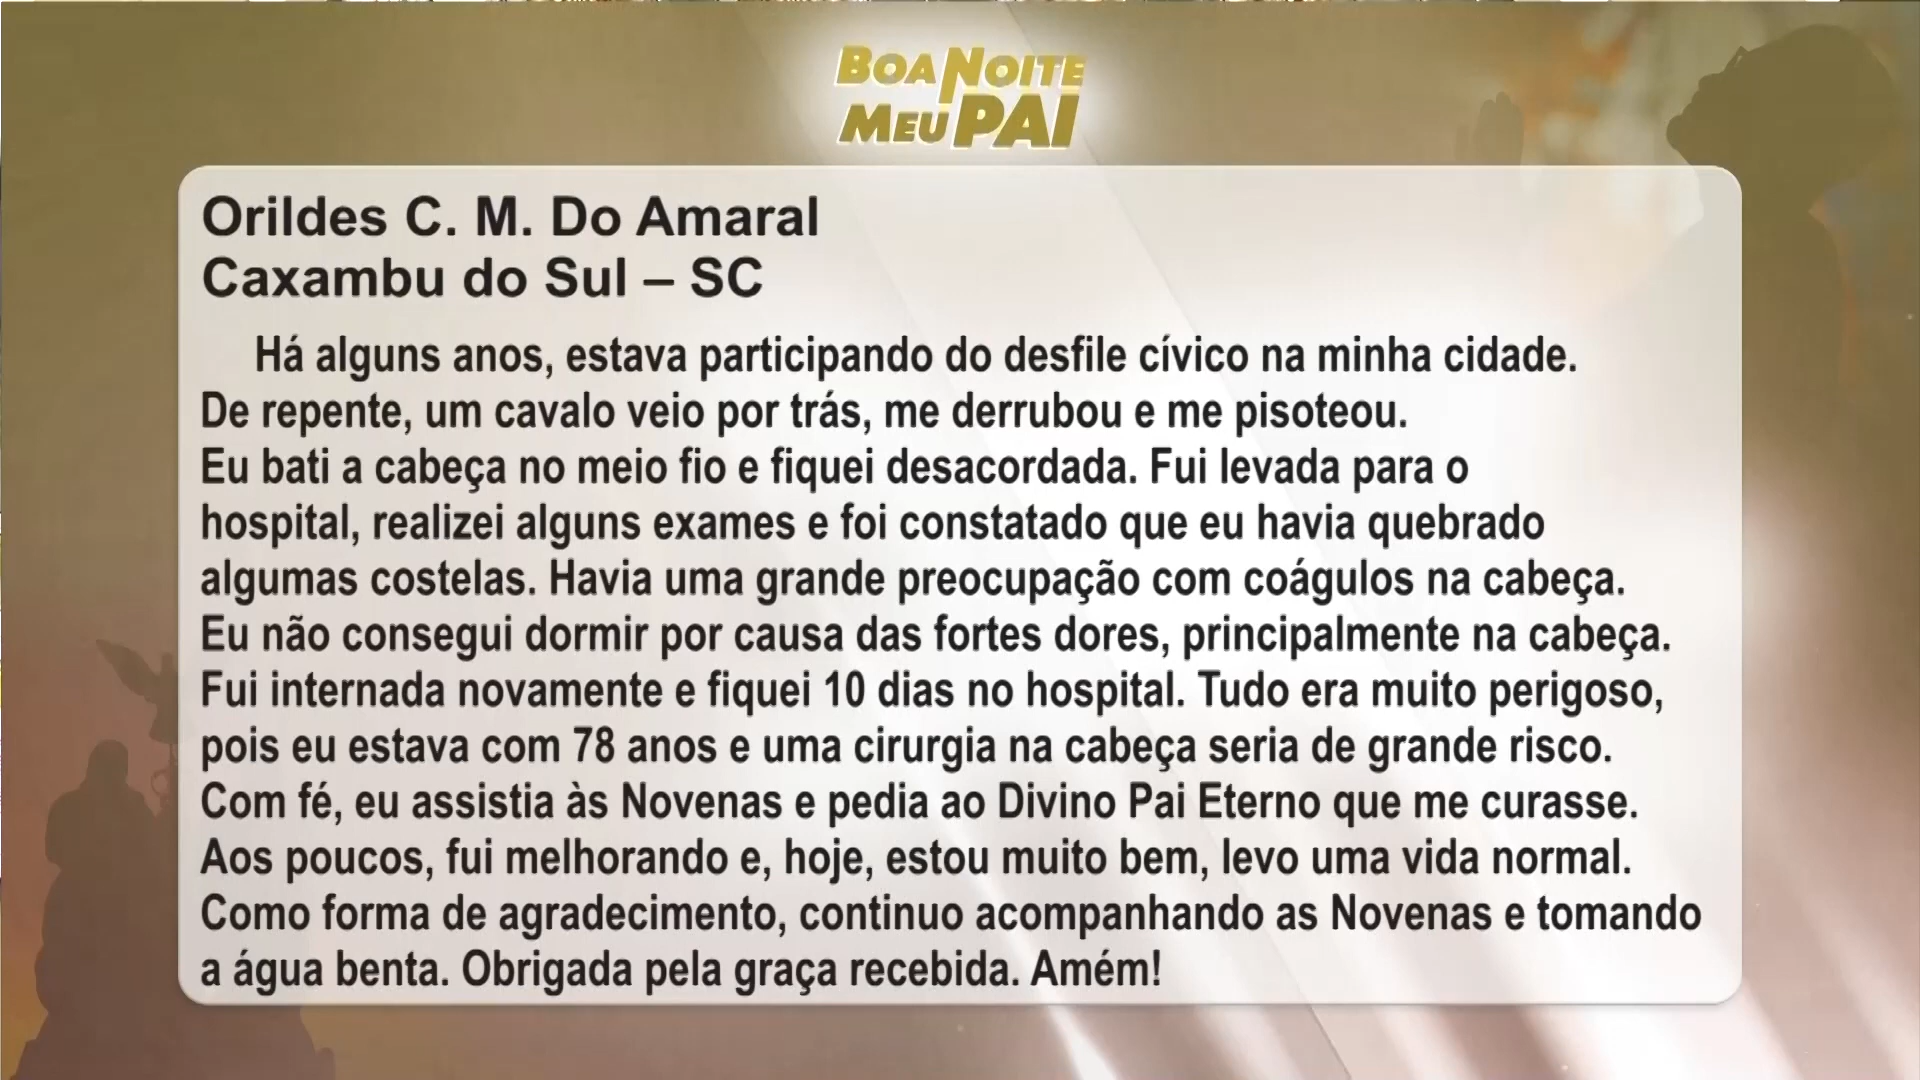 BOA NOITE
MEU PAI
Orildes C. M. Do Amaral
Caxambu do Sul – SC
Há alguns anos, estava participando do desfile cívico na minha cidade.
De repente, um cavalo veio por trás, me derrubou e me pisoteou.
Eu bati a cabeça no meio fio e fiquei desacordada. Fui levada para o
hospital, realizei alguns exames e foi constatado que eu havia quebrado
algumas costelas. Havia uma grande preocupação com coágulos na cabeça.
Eu não consegui dormir por causa das fortes dores, principalmente na cabeça.
Fui internada novamente e fiquei 10 dias no hospital. Tudo era muito perigoso,
pois eu estava com 78 anos e uma cirurgia na cabeça seria de grande risco.
Com fé, eu assistia às Novenas e pedia ao Divino Pai Eterno que me curasse.
Aos poucos, fui melhorando e, hoje, estou muito bem, levo uma vida normal.
Como forma de agradecimento, continuo acompanhando as Novenas e tomando
a água benta. Obrigada pela graça recebida. Amém!